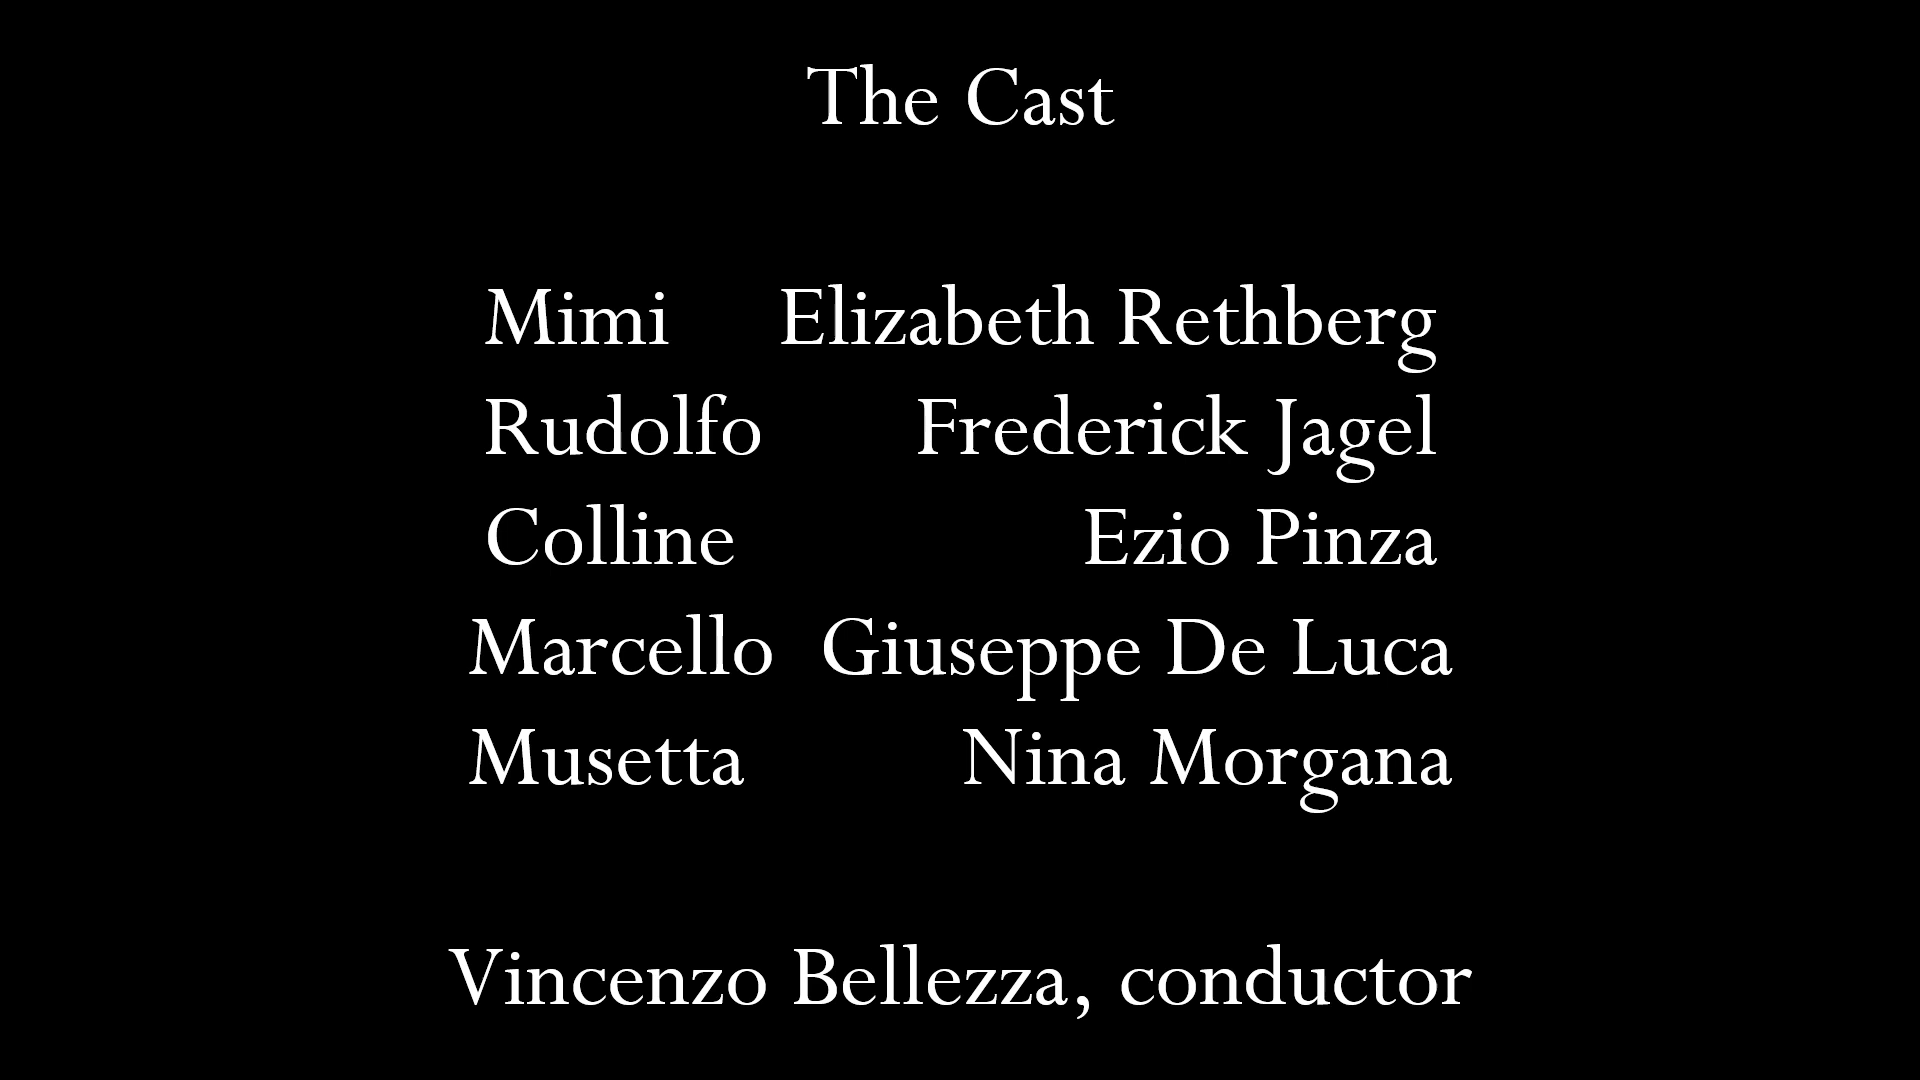 The Cast
Mimi Elizabeth Rethberg
Rudolfo Frederick Jagel
Colline Ezio Pinza
Marcello Giuseppe De Luca
Musetta Nina Morgana
Vincenzo Bellezza, conductor